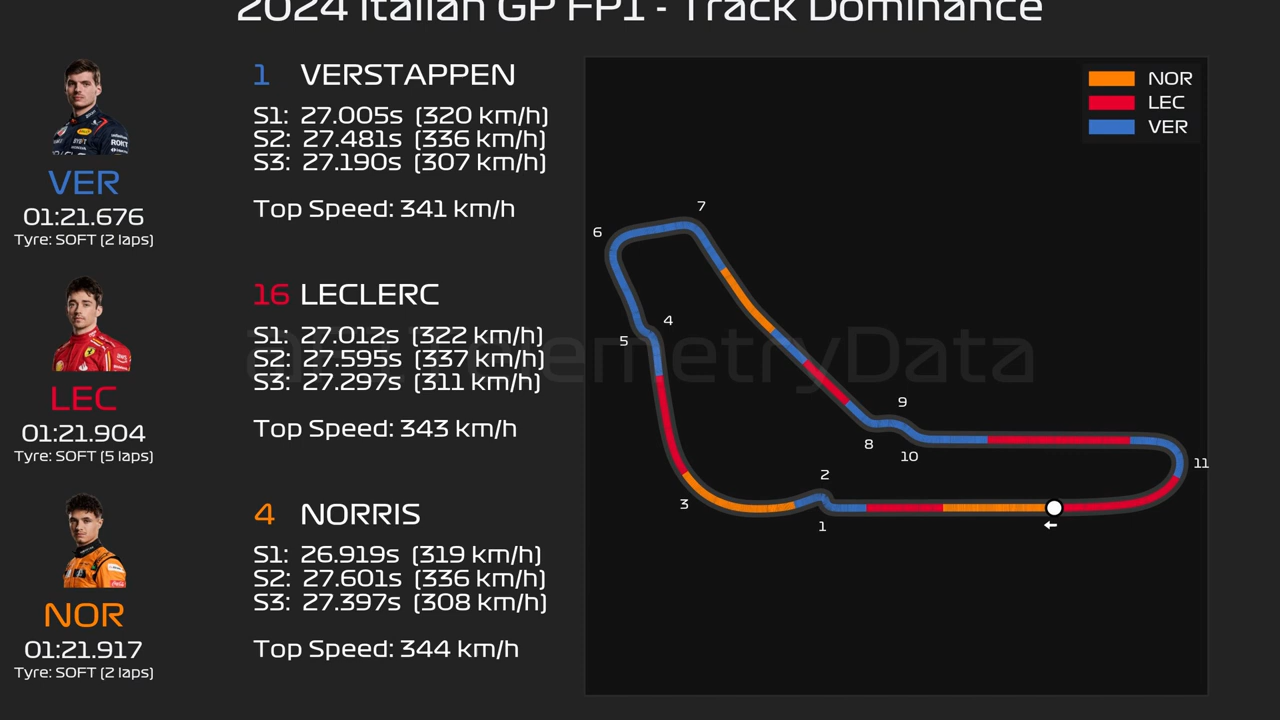 2024 Italian GP FP1 - Track Dominance
VER
01:21.676
Tyre: SOFT (2 laps)
1 VERSTAPPEN
S1: 27.005s (320 km/h)
S2: 27.481s (336 km/h)
S3: 27.190s (307 km/h)
Top Speed: 341 km/h
LEC
01:21.904
Tyre: SOFT (5 laps)
16 LECLERC
S1: 27.012s (322 km/h)
S2: 27.595s (337 km/h)
S3: 27.297s (311 km/h)
Top Speed: 343 km/h
NOR
01:21.917
Tyre: SOFT (2 laps)
4 NORRIS
S1: 26.919s (319 km/h)
S2: 27.601s (336 km/h)
S3: 27.397s (308 km/h)
Top Speed: 344 km/h
NOR
LEC
VER
7
6
4
5
9
8
10
11
2
3
1